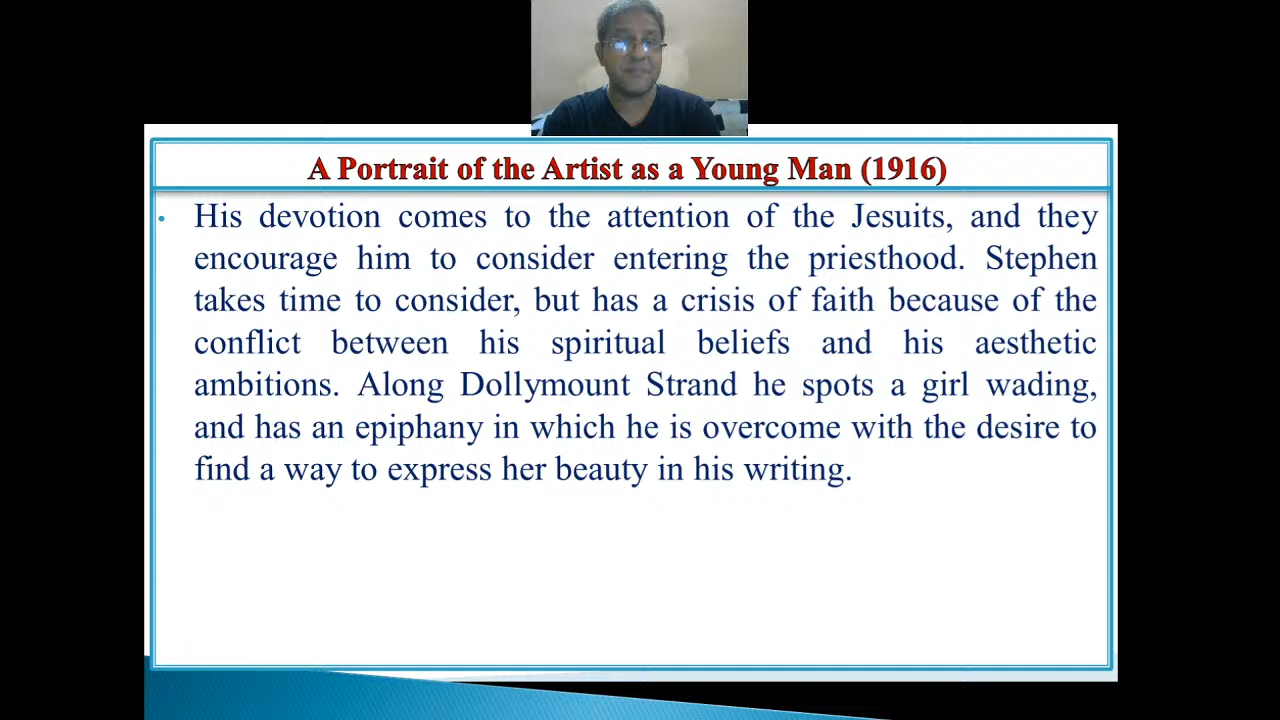 A Portrait of the Artist as a Young Man (1916)
• His devotion comes to the attention of the Jesuits, and they
encourage him to consider entering the priesthood. Stephen
takes time to consider, but has a crisis of faith because of the
conflict between his spiritual beliefs and his aesthetic
ambitions. Along Dollymount Strand he spots a girl wading,
and has an epiphany in which he is overcome with the desire to
find a way to express her beauty in his writing.